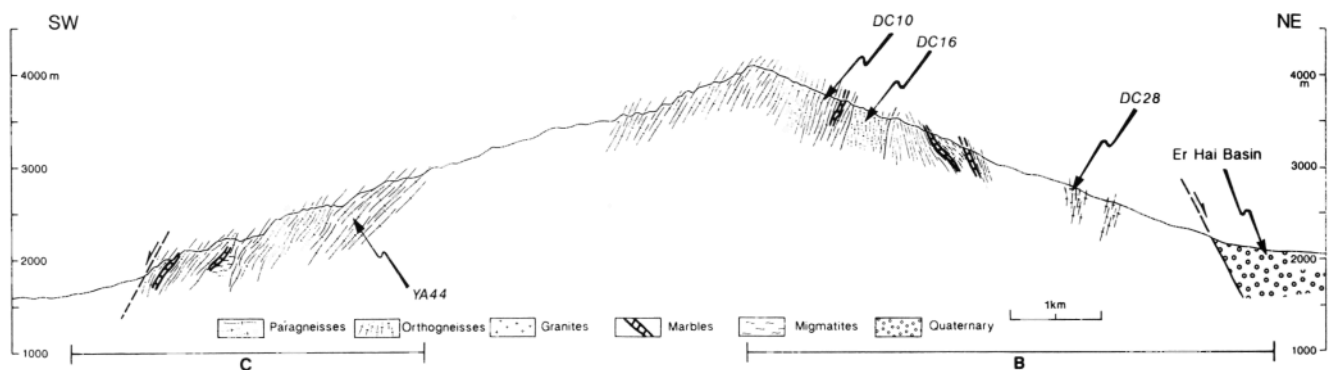 SW
NE
DC10
DC16
4000 m
4000
m
DC28
3000
3000
Er Hai Basin
2000
2000
YA44
1km
Paragneisses
Orthogneisses
Granites
Marbles
Migmatites
Quaternary
1000
1000
C
B